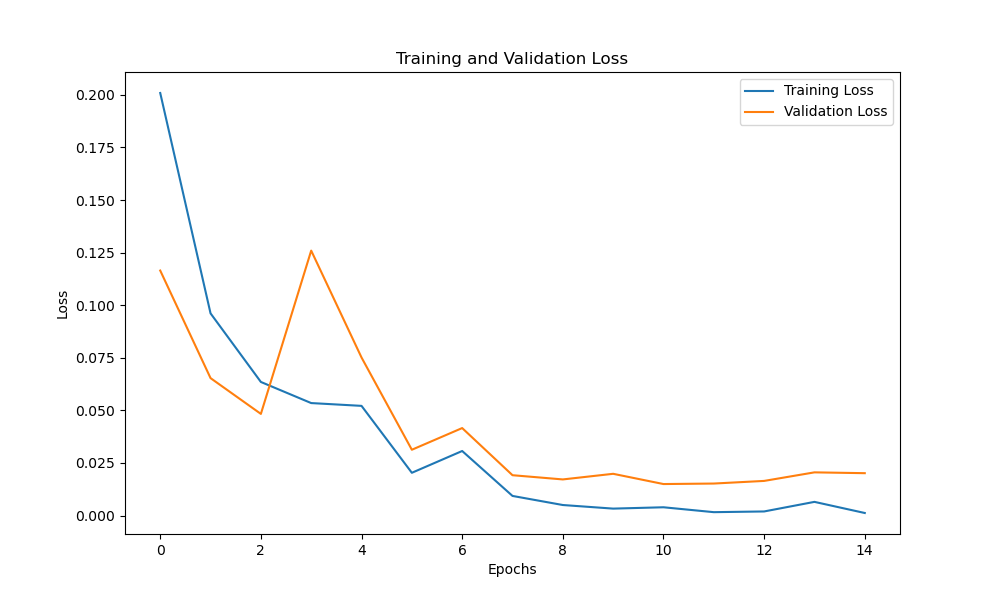 Training and Validation Loss
Training Loss
Validation Loss
0.200
0.175
0.150
0.125
0.100
0.075
0.050
0.025
0.000
Loss
0 2 4 6 8 10 12 14
Epochs